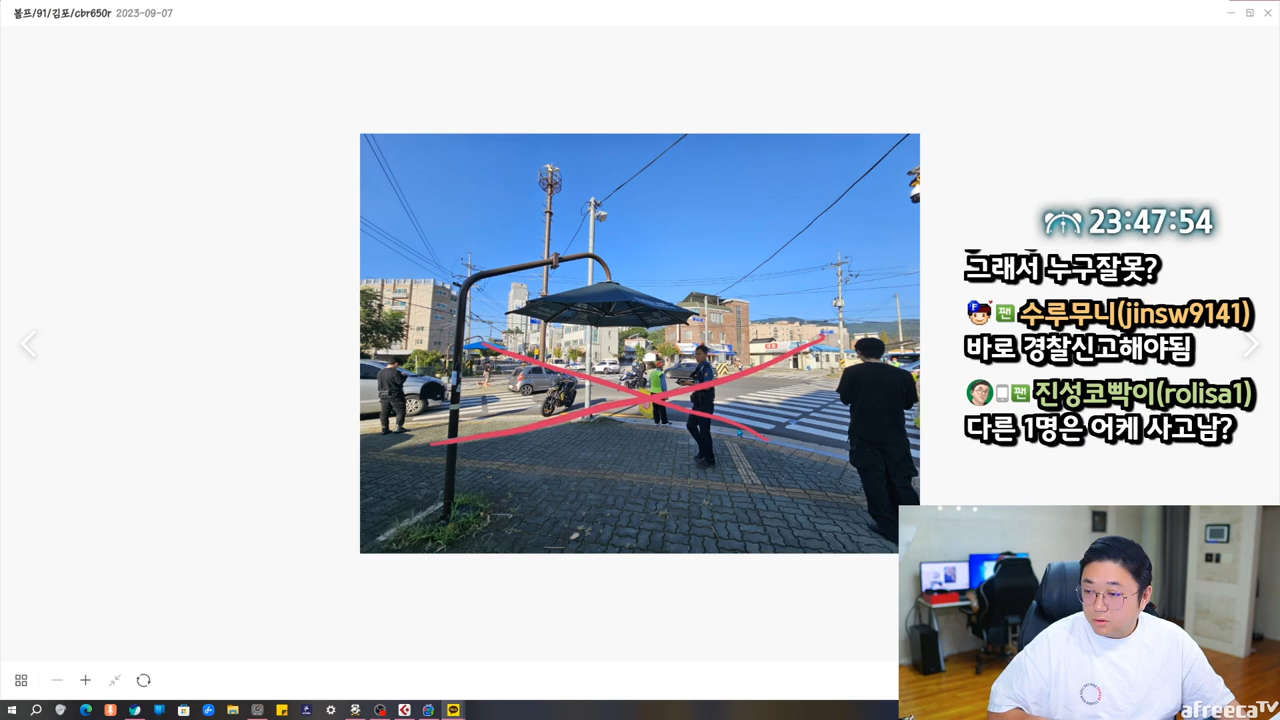 볼프/91/김포/cbr650r 2023-09-07
23:47:54
그래서 누구잘못?
짼 수루무니(jinsw9141)
바로 경찰신고해야됨
짼 진성코빡이(rolisa1)
다른 1명은 어케 사고남?
afreecaTV